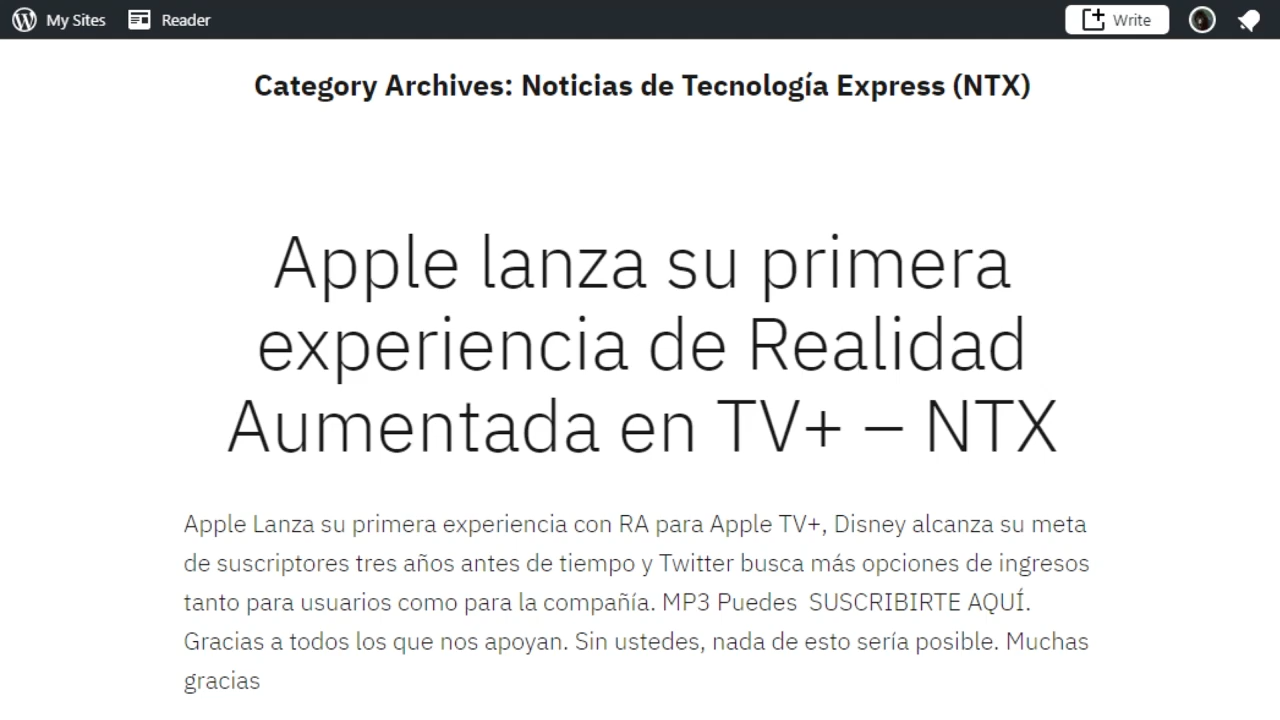 My Sites Reader Write
Category Archives: Noticias de Tecnología Express (NTX)
Apple lanza su primera
experiencia de Realidad
Aumentada en TV+ – NTX
Apple Lanza su primera experiencia con RA para Apple TV+, Disney alcanza su meta
de suscriptores tres años antes de tiempo y Twitter busca más opciones de ingresos
tanto para usuarios como para la compañía. MP3 Puedes  SUSCRIBIRTE AQUÍ.
Gracias a todos los que nos apoyan. Sin ustedes, nada de esto sería posible. Muchas
gracias